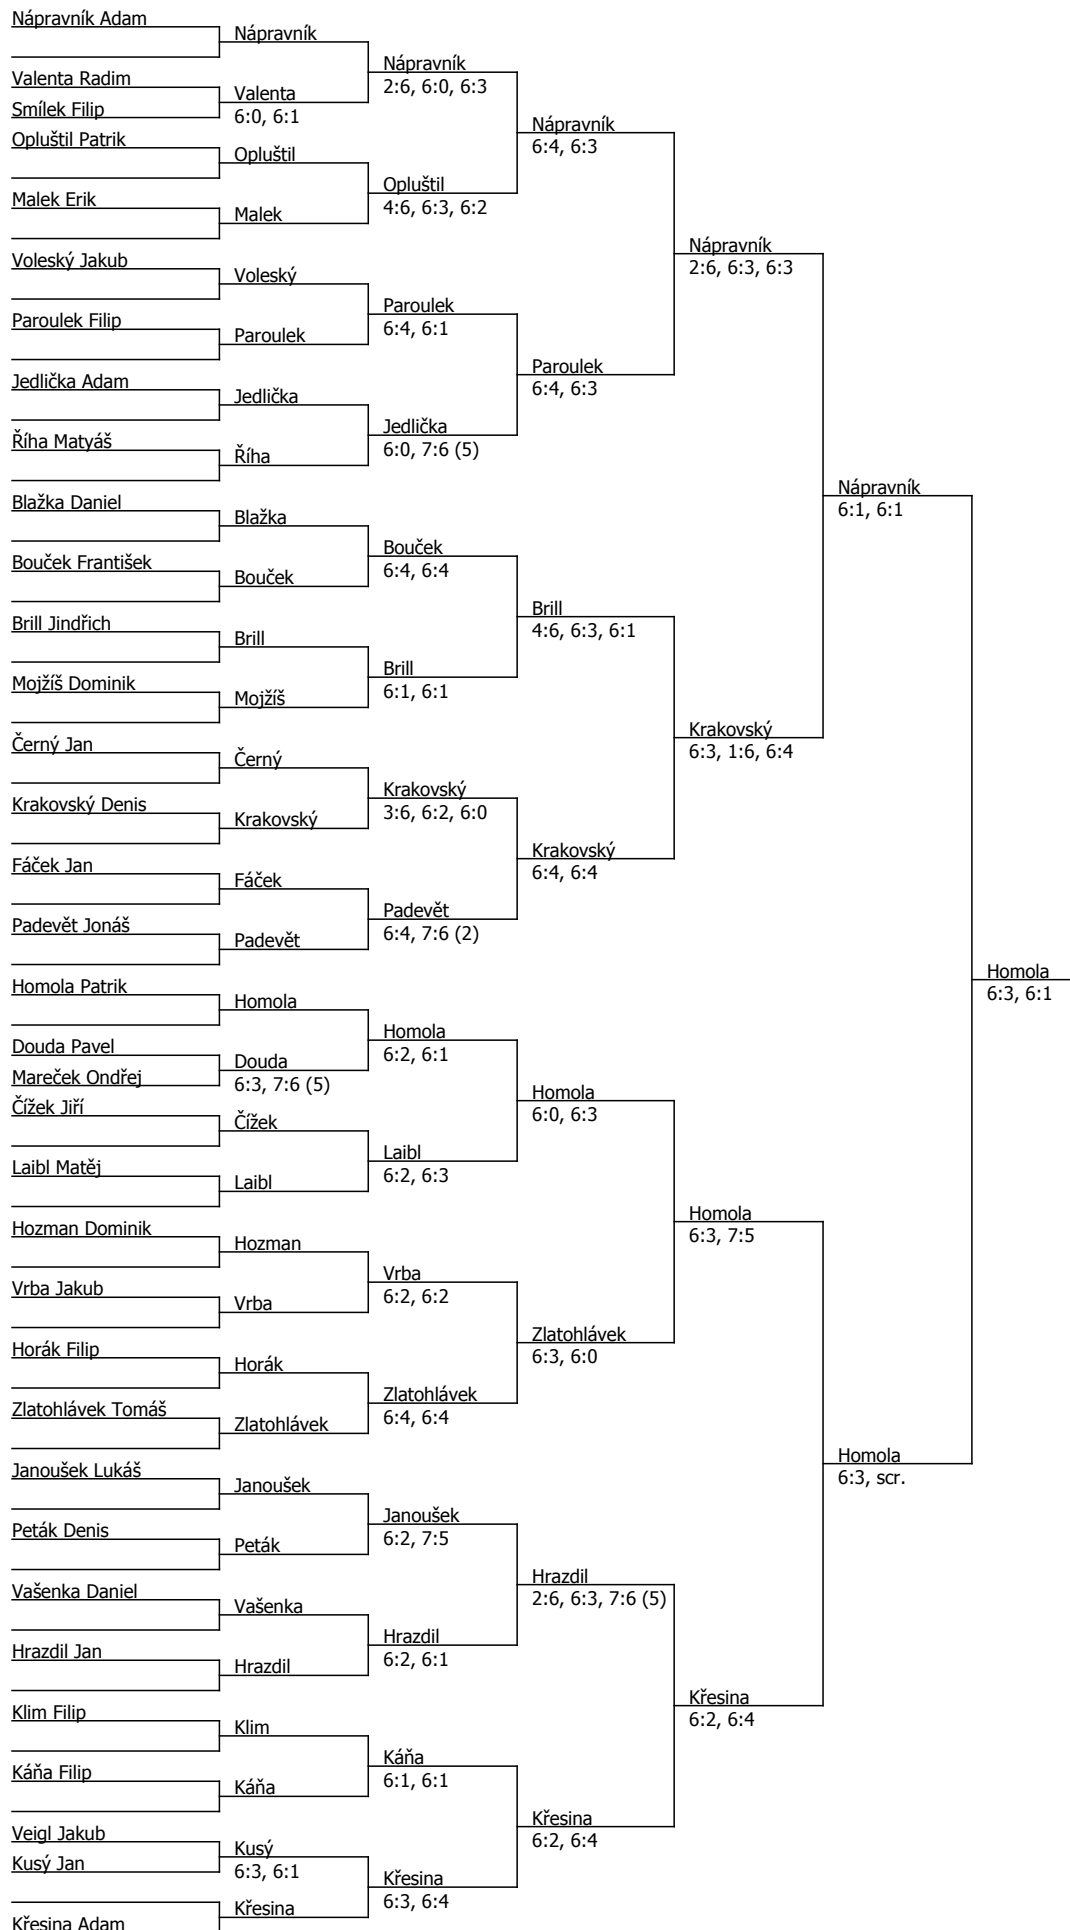 Nápravník Adam
Valenta Radim
Smílek Filip
Opluštil Patrik
Malek Erik
Voleský Jakub
Paroulek Filip
Jedlička Adam
Říha Matyáš
Blažka Daniel
Bouček František
Brill Jindřich
Mojžíš Dominik
Černý Jan
Krakovský Denis
Fáček Jan
Padevět Jonáš
Homola Patrik
Douda Pavel
Mareček Ondřej
Čížek Jiří
Laibl Matěj
Hozman Dominik
Vrba Jakub
Horák Filip
Zlatohlávek Tomáš
Janoušek Lukáš
Peták Denis
Vašenka Daniel
Hrazdil Jan
Klim Filip
Káňa Filip
Veigl Jakub
Kusý Jan
Křesina Adam
Nápravník
Valenta
6:0, 6:1
Opluštil
Malek
Voleský
Paroulek
Jedlička
Říha
Blažka
Bouček
Brill
Mojžíš
Černý
Krakovský
Fáček
Padevět
Homola
Douda
6:3, 7:6 (5)
Čížek
Laibl
Hozman
Vrba
Horák
Zlatohlávek
Janoušek
Peták
Vašenka
Hrazdil
Klim
Káňa
Kusý
6:3, 6:1
Křesina
Nápravník
2:6, 6:0, 6:3
Opluštil
4:6, 6:3, 6:2
Paroulek
6:4, 6:1
Jedlička
6:0, 7:6 (5)
Bouček
6:4, 6:4
Brill
6:1, 6:1
Krakovský
3:6, 6:2, 6:0
Padevět
6:4, 7:6 (2)
Homola
6:2, 6:1
Laibl
6:2, 6:3
Vrba
6:2, 6:2
Zlatohlávek
6:4, 6:4
Janoušek
6:2, 7:5
Hrazdil
6:2, 6:1
Káňa
6:1, 6:1
Křesina
6:3, 6:4
Nápravník
6:4, 6:3
Paroulek
6:4, 6:3
Brill
4:6, 6:3, 6:1
Krakovský
6:4, 6:4
Homola
6:0, 6:3
Zlatohlávek
6:3, 6:0
Hrazdil
2:6, 6:3, 7:6 (5)
Křesina
6:2, 6:4
Nápravník
2:6, 6:3, 6:3
Krakovský
6:3, 1:6, 6:4
Homola
6:3, 7:5
Křesina
6:2, 6:4
Nápravník
6:1, 6:1
Homola
6:3, scr.
Homola
6:3, 6:1